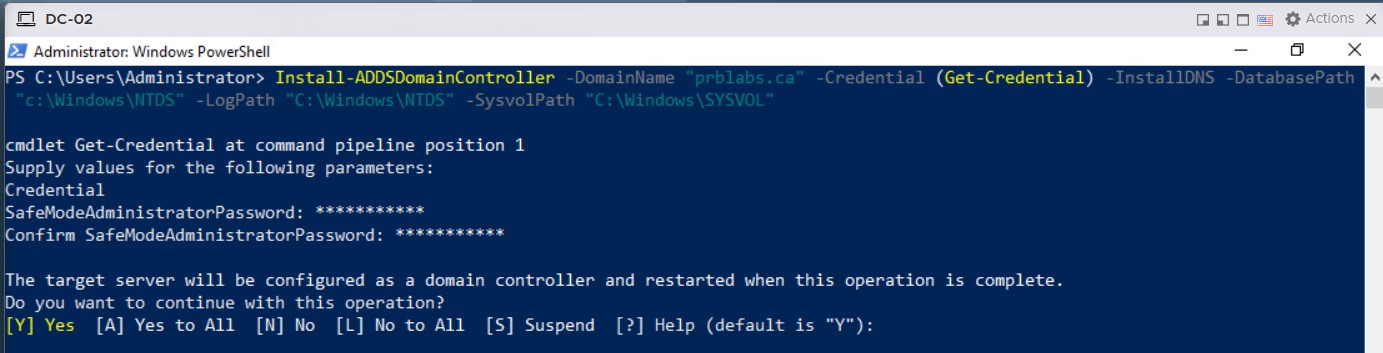 DC-02
Actions
Administrator: Windows PowerShell
PS C:\Users\Administrator> Install-ADDSDomainController -DomainName "prblabs.ca" -Credential (Get-Credential) -InstallDNS -DatabasePath
"c:\Windows\NTDS" -LogPath "C:\Windows\NTDS" -SysvolPath "C:\Windows\SYSVOL"
cmdlet Get-Credential at command pipeline position 1
Supply values for the following parameters:
Credential
SafeModeAdministratorPassword: ***********
Confirm SafeModeAdministratorPassword: ***********
The target server will be configured as a domain controller and restarted when this operation is complete.
Do you want to continue with this operation?
[Y] Yes  [A] Yes to All  [N] No  [L] No to All  [S] Suspend  [?] Help (default is "Y"):